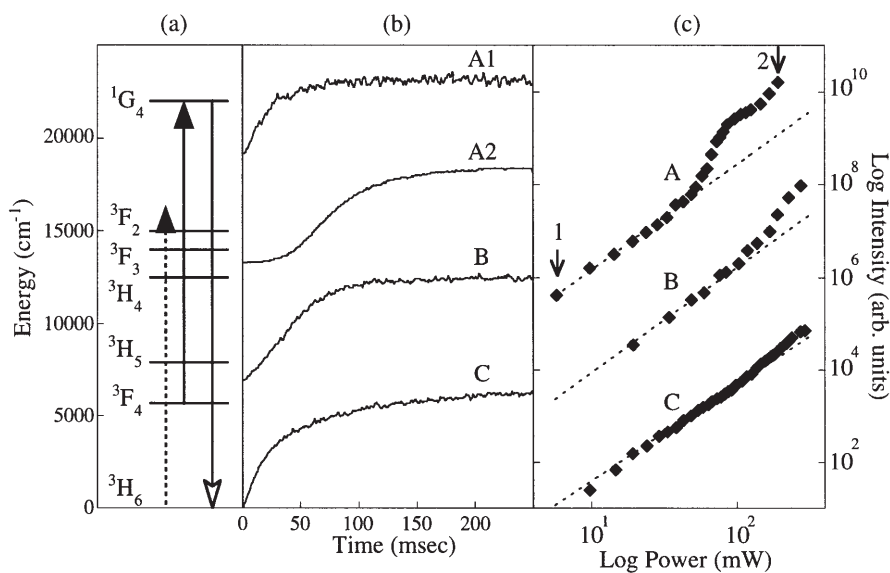 (a) (b) (c)
Energy (cm⁻¹)
20000
15000
10000
5000
0
¹G₄
³F₂
³F₃
³H₄
³H₅
³F₄
³H₆
A1
A2
B
C
0 50 100 150 200
Time (msec)
1
2
A
B
C
10¹ 10²
Log Power (mW)
10¹⁰
10⁸
10⁶
10⁴
10²
Log Intensity (arb. units)